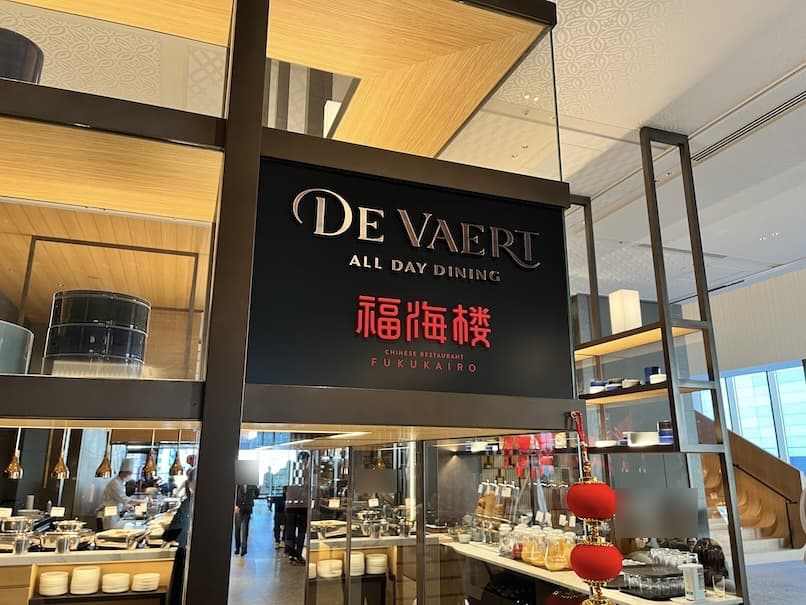 DE VAERT
ALL DAY DINING
福海楼
CHINESE RESTAURANT
FUKUKAIRO